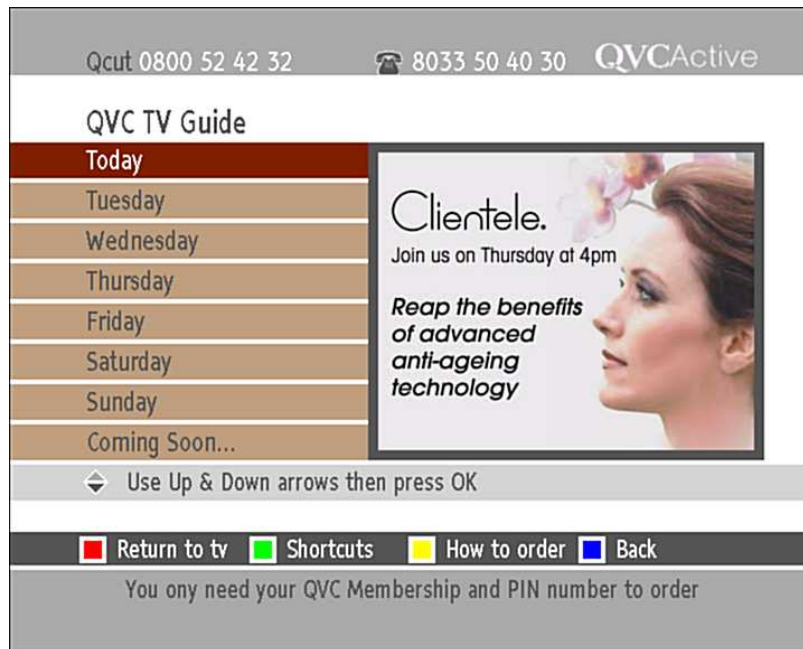 Qcut 0800 52 42 32 ☎ 8033 50 40 30 QVCActive
QVC TV Guide
Today
Tuesday
Wednesday
Thursday
Friday
Saturday
Sunday
Coming Soon...
Clientele.
Join us on Thursday at 4pm
Reap the benefits
of advanced
anti-ageing
technology
Use Up & Down arrows then press OK
Return to tv Shortcuts How to order Back
You ony need your QVC Membership and PIN number to order